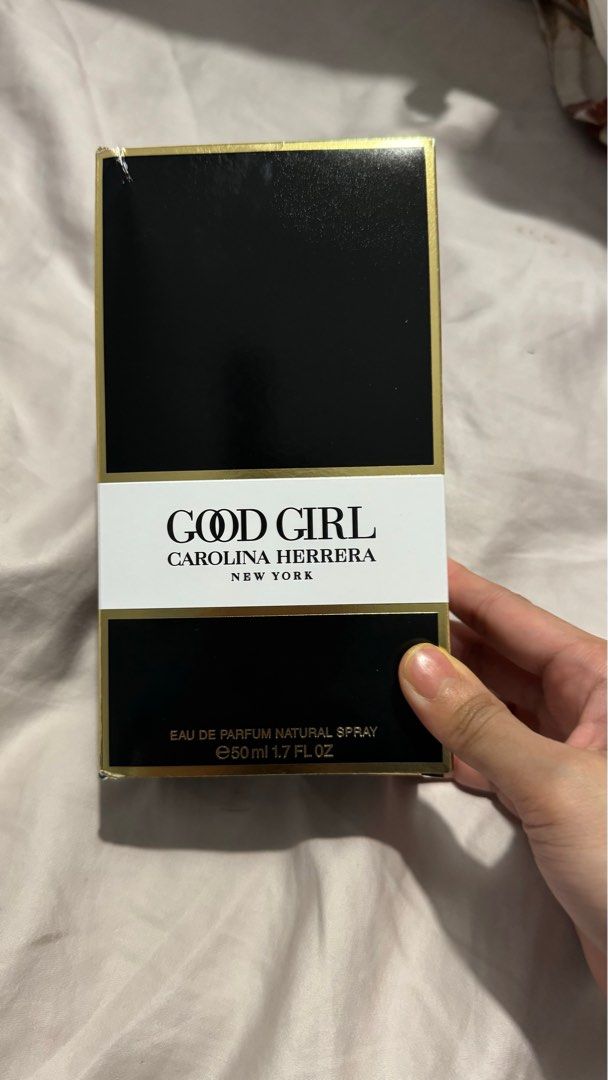 GOOD GIRL
CAROLINA HERRERA
NEW YORK
EAU DE PARFUM NATURAL SPRAY
℮50 ml 1.7 FL OZ